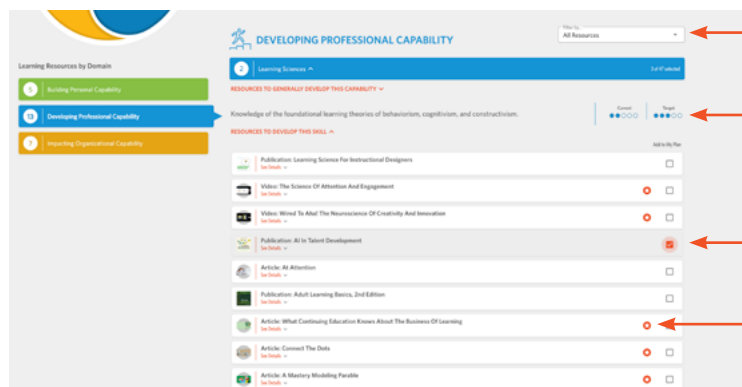 Filter by...
All Resources
DEVELOPING PROFESSIONAL CAPABILITY
Learning Resources by Domain
5 Building Personal Capability
13 Developing Professional Capability
7 Impacting Organizational Capability
2 Learning Sciences
3 of 47 selected
RESOURCES TO GENERALLY DEVELOP THIS CAPABILITY
Knowledge of the foundational learning theories of behaviorism, cognitivism, and constructivism.
Current
Target
RESOURCES TO DEVELOP THIS SKILL
Add to My Plan
Publication: Learning Science For Instructional Designers
See Details
Video: The Science Of Attention And Engagement
See Details
Video: Wired To Aha! The Neuroscience Of Creativity And Innovation
See Details
Publication: AI In Talent Development
See Details
Article: At Attention
See Details
Publication: Adult Learning Basics, 2nd Edition
See Details
Article: What Continuing Education Knows About The Business Of Learning
See Details
Article: Connect The Dots
See Details
Article: A Mastery Modeling Parable
See Details